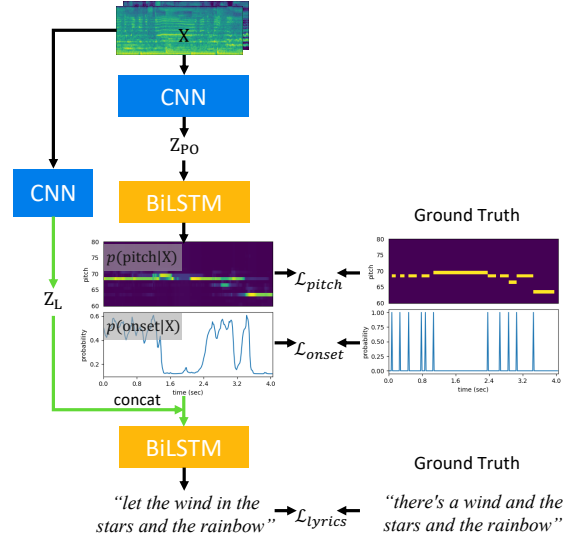 X
CNN
Z_PO
CNN
BiLSTM
Ground Truth
80
75
70
65
60
pitch
p(pitch|X)
ℒ_pitch
80
75
70
65
60
pitch
Z_L
0.6
0.4
0.2
probability
p(onset|X)
ℒ_onset
1.00
0.75
0.50
0.25
0.00
probability
0.0 0.8 1.6 2.4 3.2 4.0
time (sec)
0.0 0.8 1.6 2.4 3.2 4.0
time (sec)
concat
BiLSTM
Ground Truth
“let the wind in the
stars and the rainbow”
ℒ_lyrics
“there's a wind and the
stars and the rainbow”